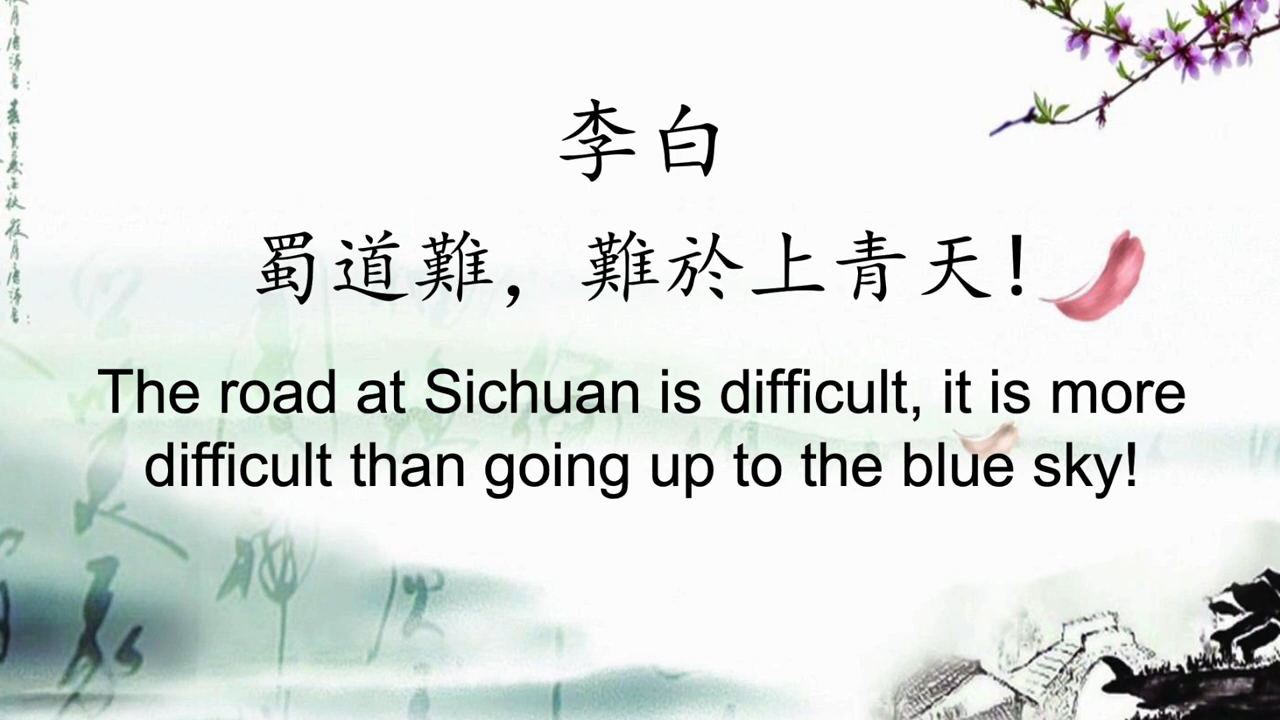 李白
蜀道難，難於上青天！
The road at Sichuan is difficult, it is more
difficult than going up to the blue sky!